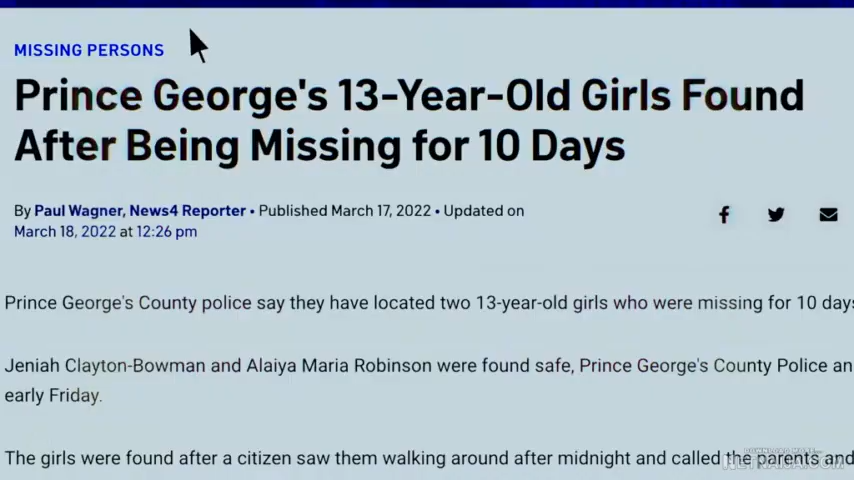 MISSING PERSONS
Prince George's 13-Year-Old Girls Found
After Being Missing for 10 Days
By Paul Wagner, News4 Reporter • Published March 17, 2022 • Updated on
March 18, 2022 at 12:26 pm
Prince George's County police say they have located two 13-year-old girls who were missing for 10 days
Jeniah Clayton-Bowman and Alaiya Maria Robinson were found safe, Prince George's County Police an
early Friday.
The girls were found after a citizen saw them walking around after midnight and called the parents and